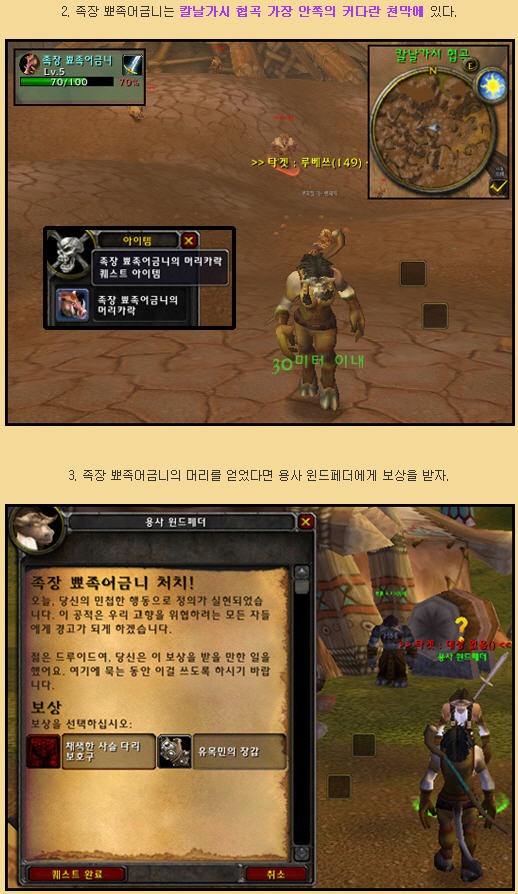 2. 족장 뾰족어금니는 칼날가시 협곡 가장 안쪽의 커다란 천막에 있다.
족장 뾰족어금니
Lv.5
70/100 70%
칼날가시 협곡
N
>> 타겟 : 루베쓰(149)
아이템
족장 뾰족어금니의 머리카락
퀘스트 아이템
족장 뾰족어금니의
머리카락
30미터 이내
3. 족장 뾰족어금니의 머리를 얻었다면 용사 윈드페더에게 보상을 받자.
용사 윈드페더
족장 뾰족어금니 처치!
오늘, 당신의 민첩한 행동으로 정의가 실현되었습
니다. 이 공적은 우리 고향을 위협하려는 모든 자들
에게 경고가 되게 하겠습니다.
젊은 드루이드여, 당신은 이 보상을 받을 만한 일을
했어요. 여기에 묵는 동안 이걸 쓰도록 하시기 바랍
니다.
보상
보상을 선택하십시오:
채색한 사슬 다리
보호구
유목민의 장갑
퀘스트 완료
취소
?
>> 타겟 : 대상 없음() <<
용사 윈드페더